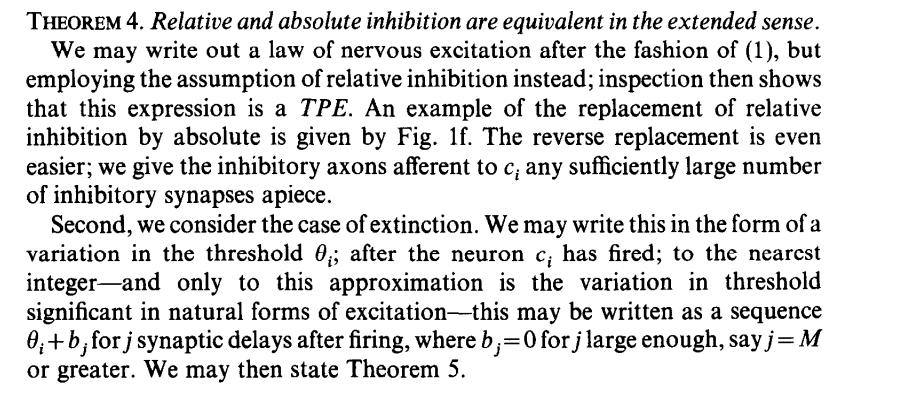 THEOREM 4. Relative and absolute inhibition are equivalent in the extended sense.
We may write out a law of nervous excitation after the fashion of (1), but
employing the assumption of relative inhibition instead; inspection then shows
that this expression is a TPE. An example of the replacement of relative
inhibition by absolute is given by Fig. 1f. The reverse replacement is even
easier; we give the inhibitory axons afferent to cᵢ any sufficiently large number
of inhibitory synapses apiece.
Second, we consider the case of extinction. We may write this in the form of a
variation in the threshold θᵢ; after the neuron cᵢ has fired; to the nearest
integer—and only to this approximation is the variation in threshold
significant in natural forms of excitation—this may be written as a sequence
θᵢ+bⱼ for j synaptic delays after firing, where bⱼ=0 for j large enough, say j=M
or greater. We may then state Theorem 5.